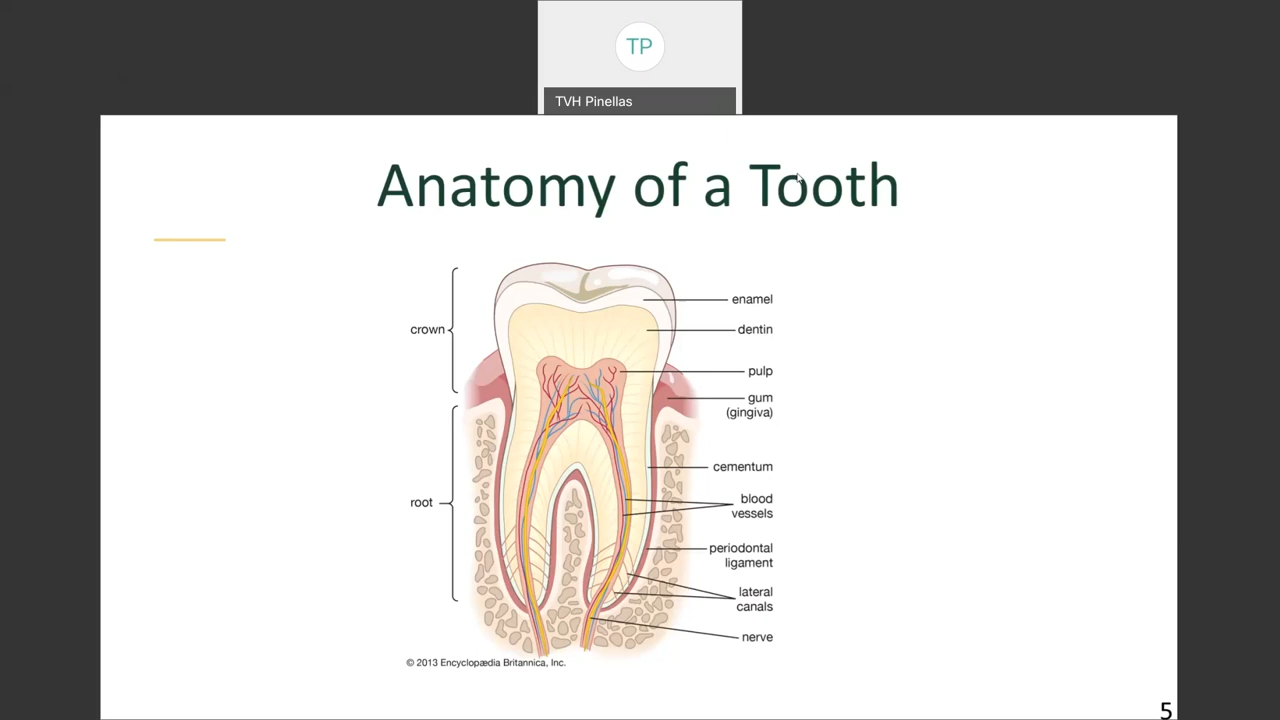 TP
TVH Pinellas
Anatomy of a Tooth
crown
root
enamel
dentin
pulp
gum
(gingiva)
cementum
blood
vessels
periodontal
ligament
lateral
canals
nerve
© 2013 Encyclopædia Britannica, Inc.
5